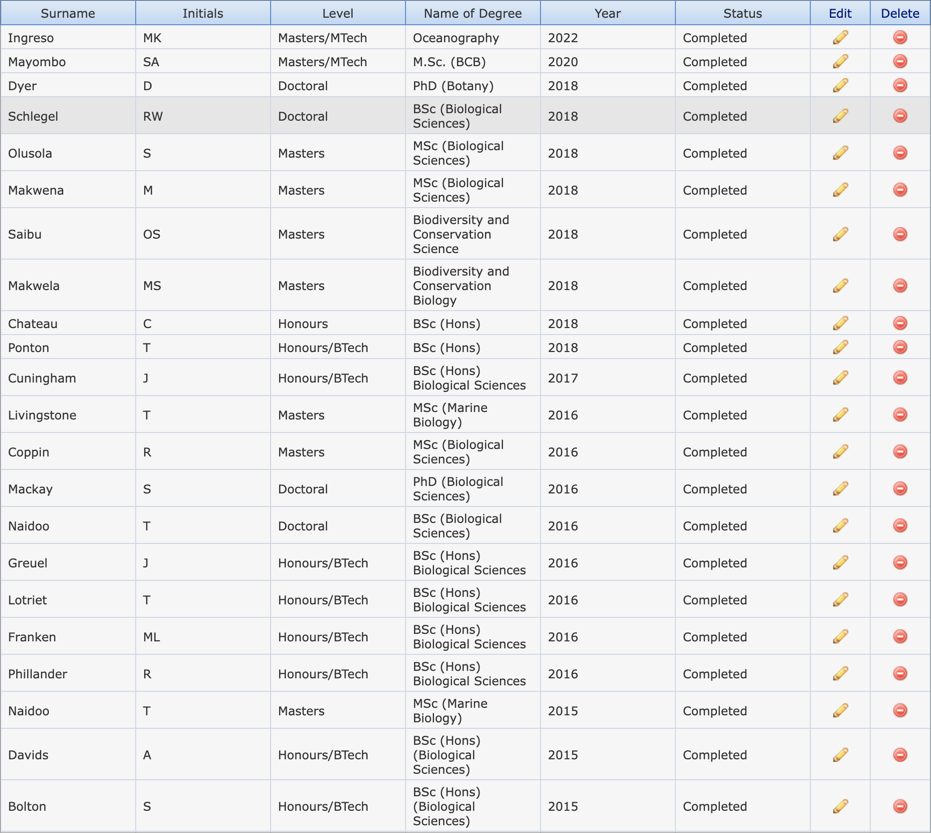 Surname Initials Level Name of Degree Year Status Edit Delete
Ingreso MK Masters/MTech Oceanography 2022 Completed
Mayombo SA Masters/MTech M.Sc. (BCB) 2020 Completed
Dyer D Doctoral PhD (Botany) 2018 Completed
Schlegel RW Doctoral BSc (Biological
Sciences) 2018 Completed
Olusola S Masters MSc (Biological
Sciences) 2018 Completed
Makwena M Masters MSc (Biological
Sciences) 2018 Completed
Saibu OS Masters Biodiversity and
Conservation
Science 2018 Completed
Makwela MS Masters Biodiversity and
Conservation
Biology 2018 Completed
Chateau C Honours BSc (Hons) 2018 Completed
Ponton T Honours/BTech BSc (Hons) 2018 Completed
Cuningham J Honours/BTech BSc (Hons)
Biological Sciences 2017 Completed
Livingstone T Masters MSc (Marine
Biology) 2016 Completed
Coppin R Masters MSc (Biological
Sciences) 2016 Completed
Mackay S Doctoral PhD (Biological
Sciences) 2016 Completed
Naidoo T Doctoral BSc (Biological
Sciences) 2016 Completed
Greuel J Honours/BTech BSc (Hons)
Biological Sciences 2016 Completed
Lotriet T Honours/BTech BSc (Hons)
Biological Sciences 2016 Completed
Franken ML Honours/BTech BSc (Hons)
Biological Sciences 2016 Completed
Phillander R Honours/BTech BSc (Hons)
Biological Sciences 2016 Completed
Naidoo T Masters MSc (Marine
Biology) 2015 Completed
Davids A Honours/BTech BSc (Hons)
(Biological
Sciences) 2015 Completed
Bolton S Honours/BTech BSc (Hons)
(Biological
Sciences) 2015 Completed